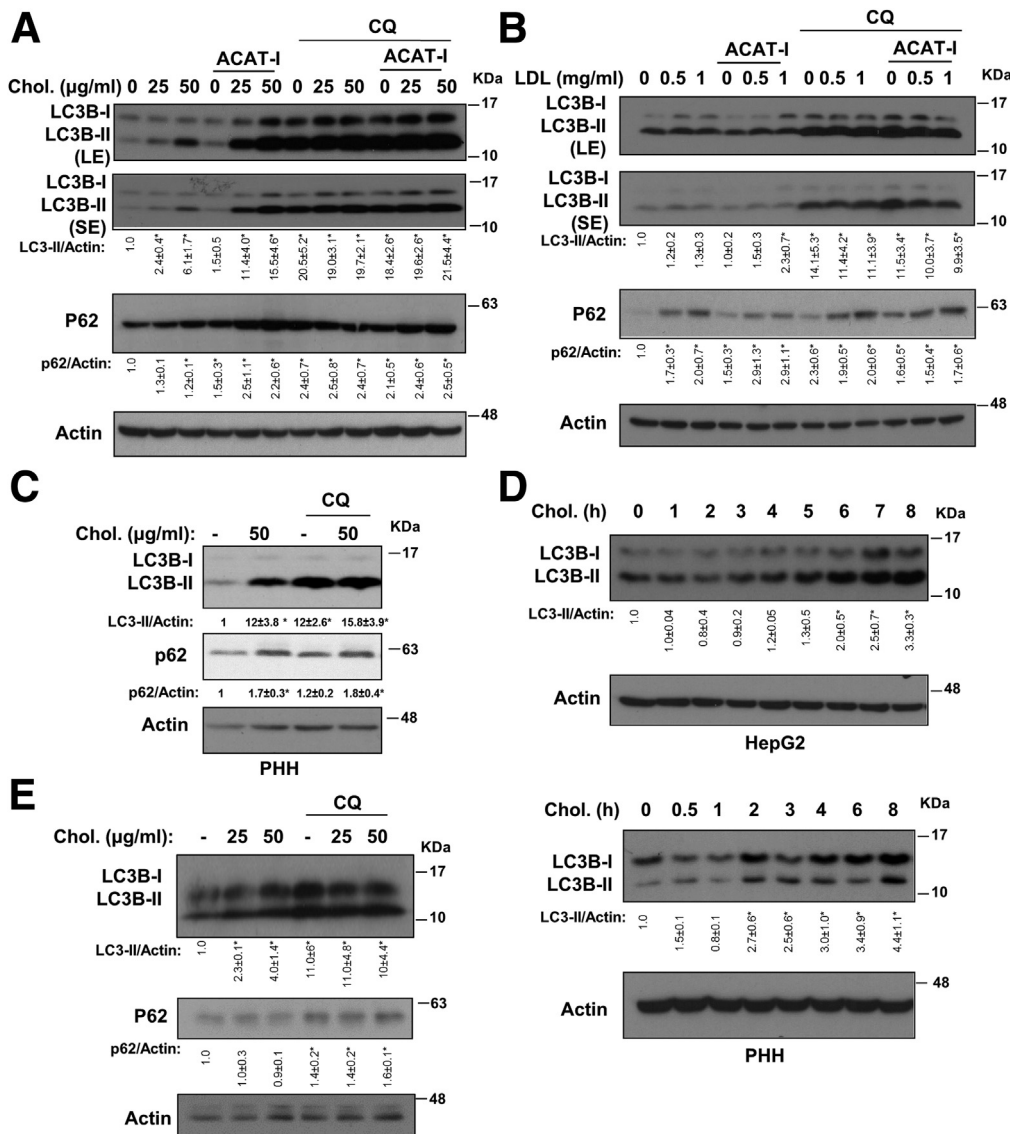 A
CQ
ACAT-I ACAT-I
Chol. (µg/ml) 0 25 50 0 25 50 0 25 50 0 25 50 KDa
LC3B-I
LC3B-II
(LE)
17
10
LC3B-I
LC3B-II
(SE)
17
10
LC3-II/Actin: 1.0 2.4±0.4* 6.1±1.7* 1.5±0.5 11.4±4.0* 15.5±4.6* 20.5±5.2* 19.0±3.1* 19.7±2.1* 18.4±2.6* 19.6±2.6* 21.5±4.4*
P62 63
p62/Actin: 1.0 1.3±0.1 1.2±0.1* 1.5±0.3* 2.5±1.1* 2.2±0.6* 2.4±0.7* 2.5±0.8* 2.4±0.7* 2.1±0.5* 2.4±0.6* 2.5±0.5*
48
Actin
B
CQ
ACAT-I ACAT-I
LDL (mg/ml) 0 0.5 1 0 0.5 1 0 0.5 1 0 0.5 1 KDa
LC3B-I
LC3B-II
(LE)
17
10
LC3B-I
LC3B-II
(SE)
17
10
LC3-II/Actin: 1.0 1.2±0.2 1.3±0.3 1.0±0.2 1.5±0.3 2.3±0.7* 14.1±5.3* 11.4±4.2* 11.1±3.9* 11.5±3.4* 10.0±3.7* 9.9±3.5*
P62 63
p62/Actin: 1.0 1.7±0.3* 2.0±0.7* 1.5±0.3* 2.9±1.3* 2.9±1.1* 2.3±0.6* 1.9±0.5* 2.0±0.6* 1.6±0.5* 1.5±0.4* 1.7±0.6*
48
Actin
C
CQ
Chol. (µg/ml): - 50 - 50 KDa
LC3B-I 17
LC3B-II
LC3-II/Actin: 1 12±3.8 * 12±2.6* 15.8±3.9*
p62 63
p62/Actin: 1 1.7±0.3* 1.2±0.2 1.8±0.4*
Actin 48
PHH
D
Chol. (h) 0 1 2 3 4 5 6 7 8 KDa
LC3B-I 17
LC3B-II 10
LC3-II/Actin: 1.0 1.0±0.04 0.8±0.4 0.9±0.2 1.2±0.05 1.3±0.5 2.0±0.5* 2.5±0.7* 3.3±0.3*
48
Actin
HepG2
Chol. (h) 0 0.5 1 2 3 4 6 8 KDa
17
LC3B-I
LC3B-II 10
LC3-II/Actin: 1.0 1.5±0.1 0.8±0.1 2.7±0.6* 2.5±0.6* 3.0±1.0* 3.4±0.9* 4.4±1.1*
48
Actin
PHH
E
CQ
Chol. (µg/ml): - 25 50 - 25 50 KDa
LC3B-I 17
LC3B-II
10
LC3-II/Actin: 1.0 2.3±0.1* 4.0±1.4* 11.0±6* 11.0±4.8* 10±4.4*
P62 63
p62/Actin: 1.0 1.0±0.3 0.9±0.1 1.4±0.2* 1.4±0.2* 1.6±0.1*
48
Actin